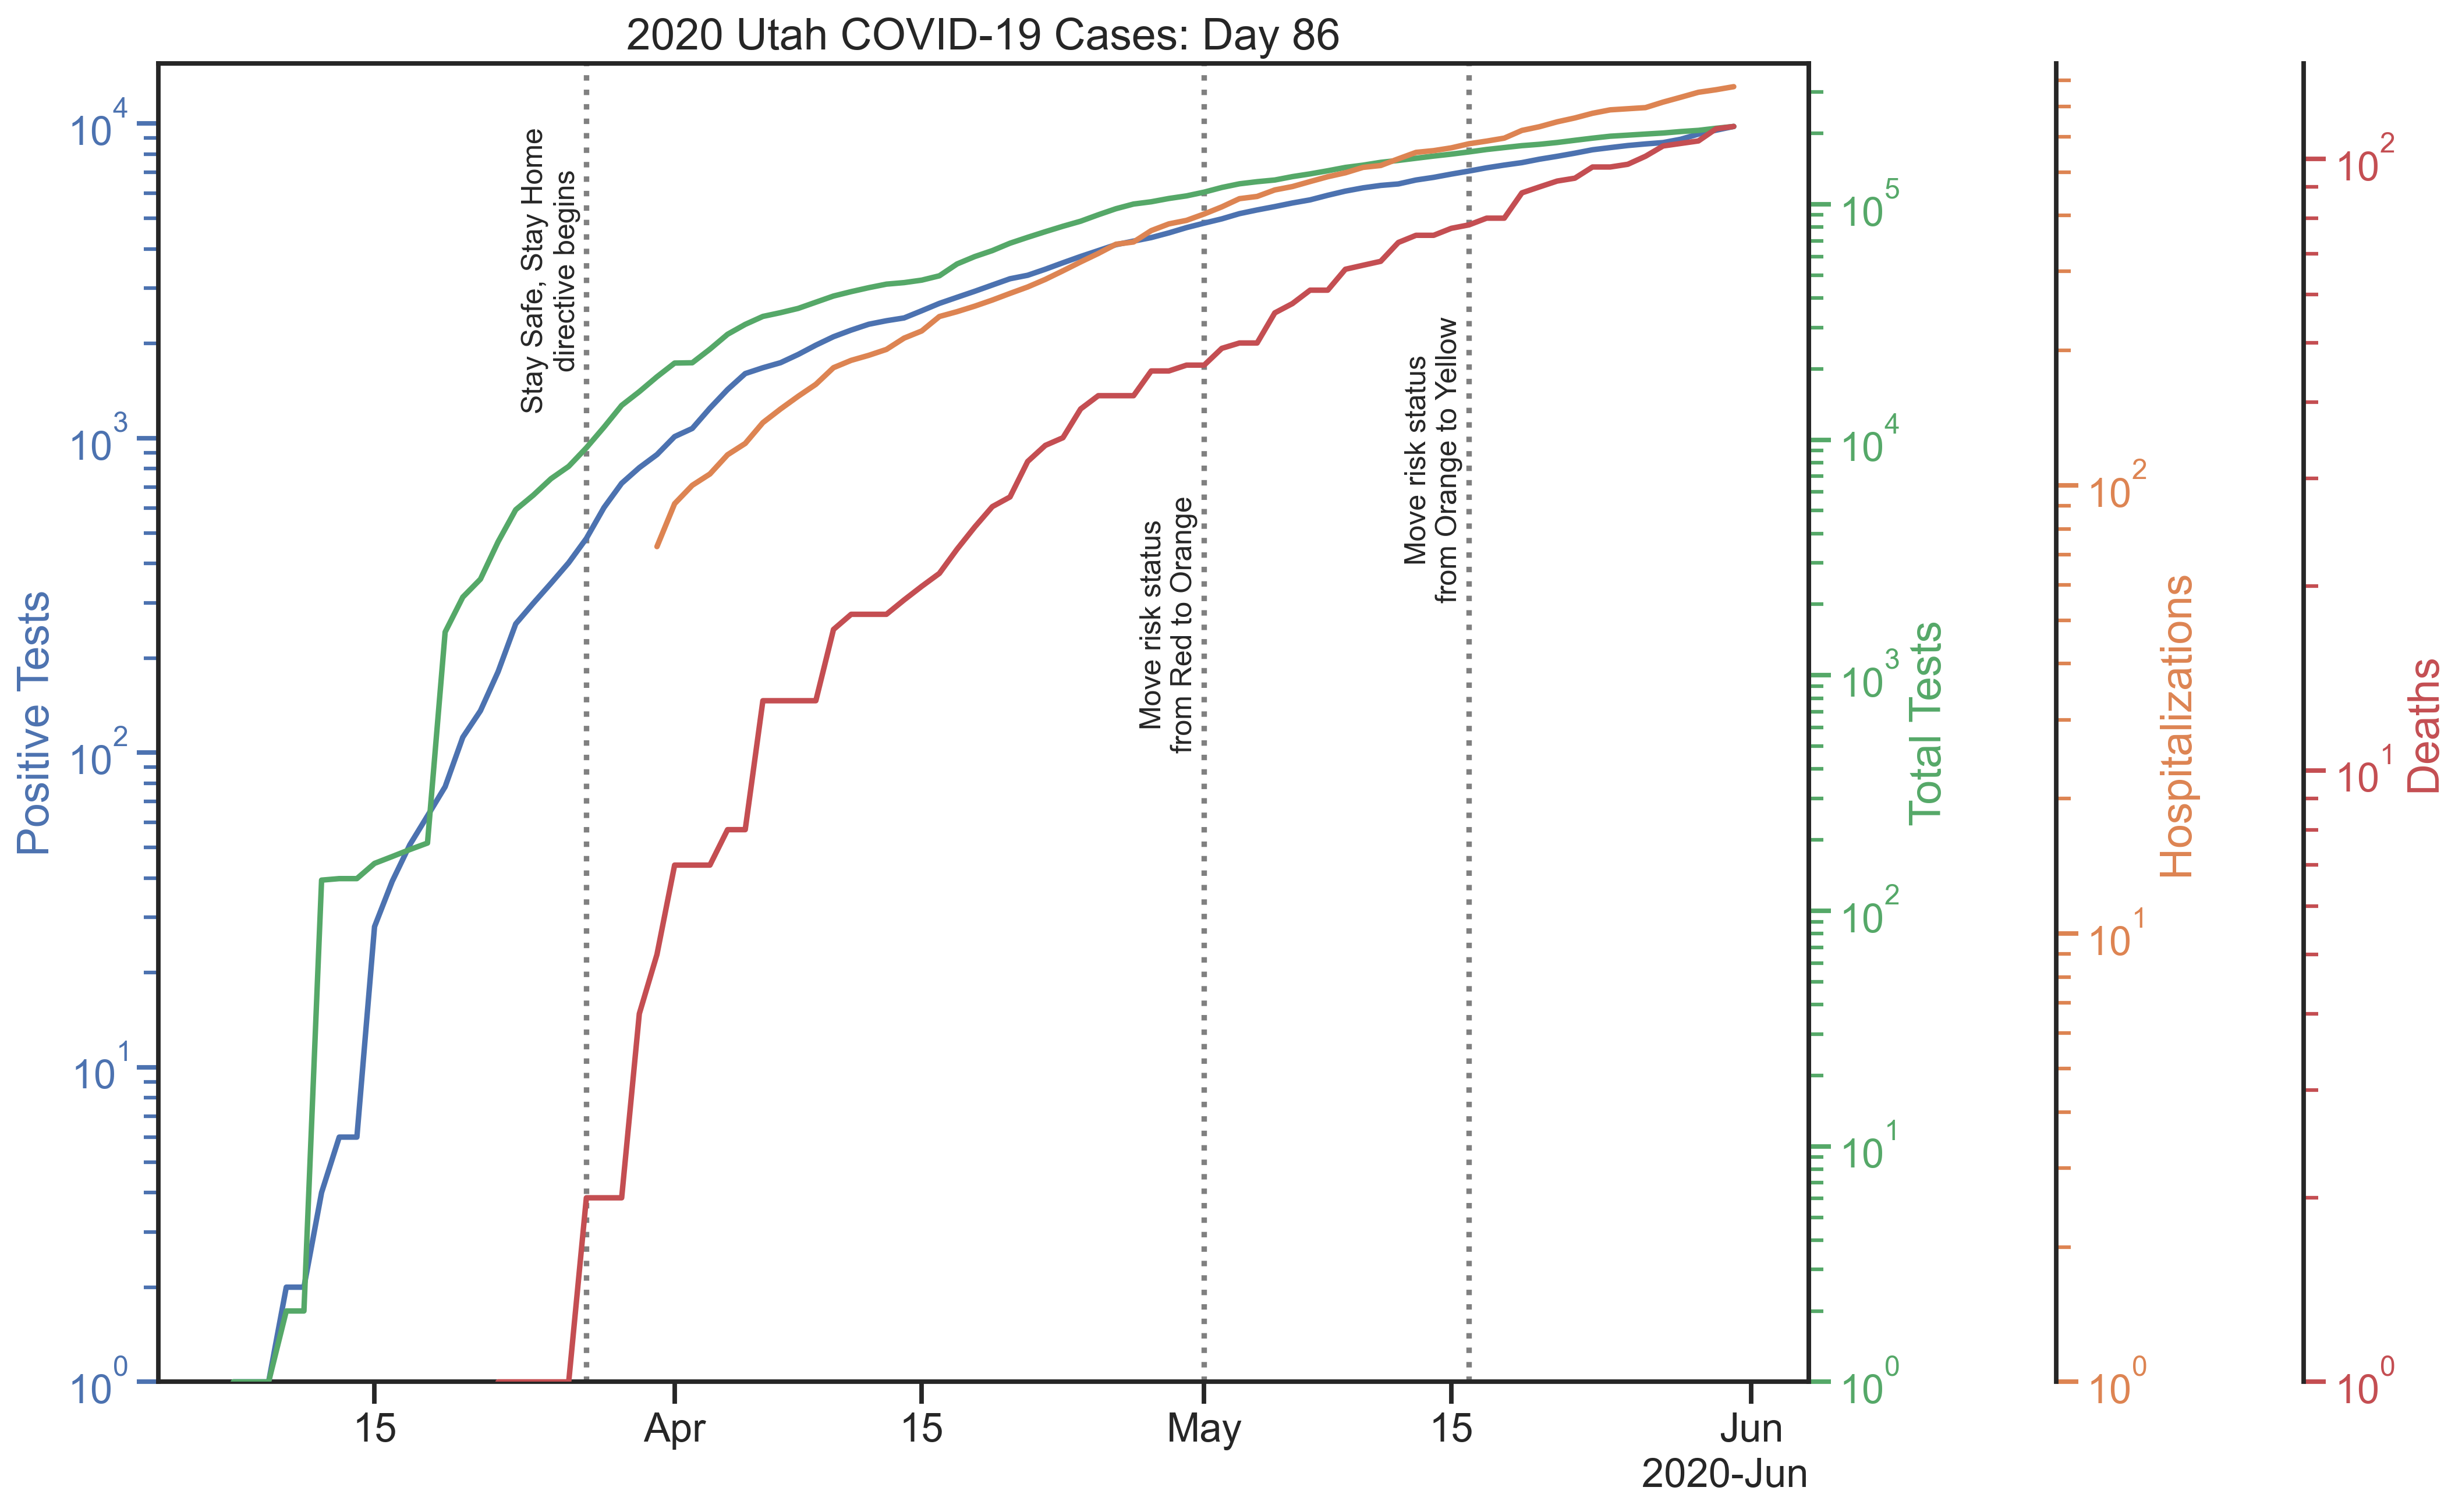 2020 Utah COVID-19 Cases: Day 86
Positive Tests
10^4
10^3
10^2
10^1
10^0
Stay Safe, Stay Home
directive begins
Move risk status
from Red to Orange
Move risk status
from Orange to Yellow
15
Apr
15
May
15
Jun
2020-Jun
10^5
10^4
10^3
10^2
10^1
10^0
Total Tests
10^2
10^1
10^0
Hospitalizations
10^2
10^1
10^0
Deaths